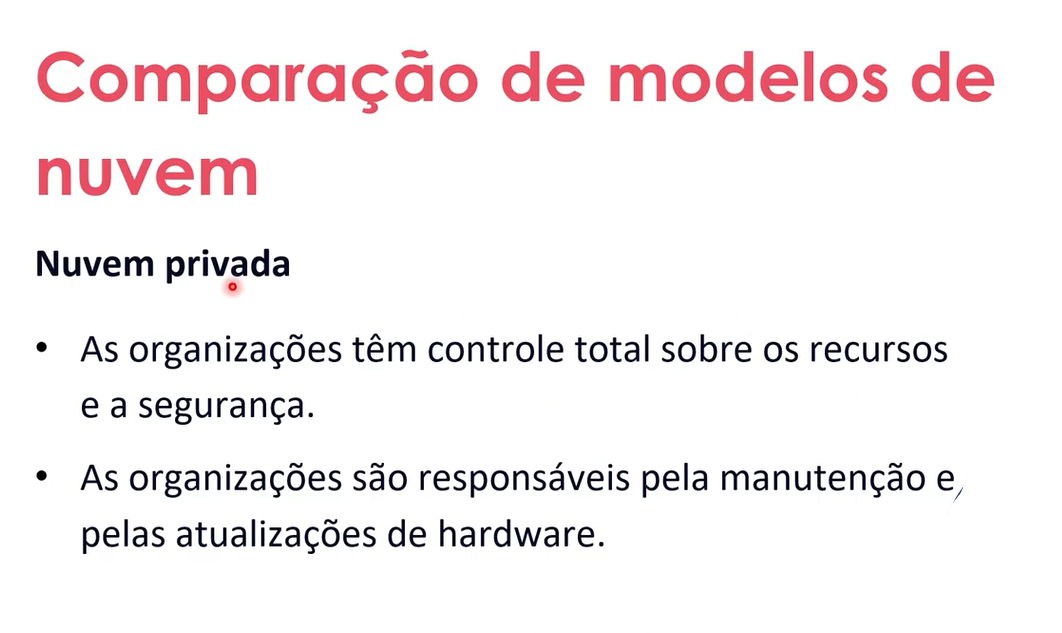 Comparação de modelos de
nuvem
Nuvem privada
• As organizações têm controle total sobre os recursos
e a segurança.
• As organizações são responsáveis pela manutenção e
pelas atualizações de hardware.